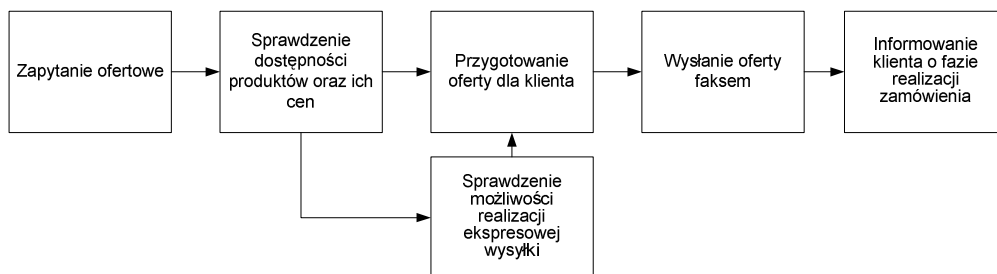 Zapytanie ofertowe
Sprawdzenie
dostępności
produktów oraz ich
cen
Przygotowanie
oferty dla klienta
Wysłanie oferty
faksem
Informowanie
klienta o fazie
realizacji
zamówienia
Sprawdzenie
możliwości
realizacji
ekspresowej
wysyłki